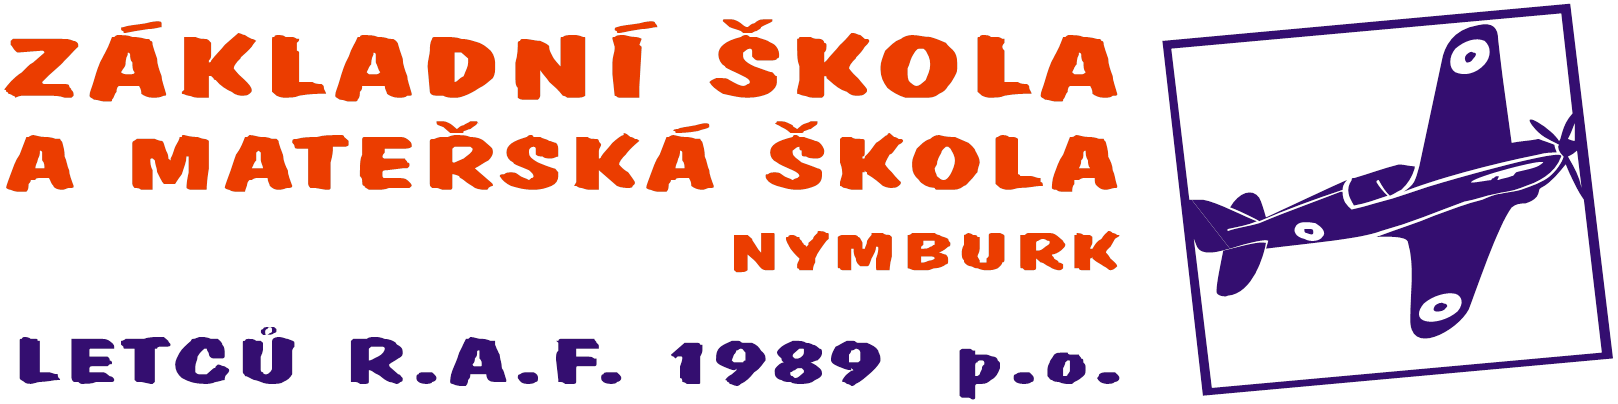 ZÁKLADNÍ ŠKOLA
A MATEŘSKÁ ŠKOLA
NYMBURK
LETCŮ R.A.F. 1989 p.o.